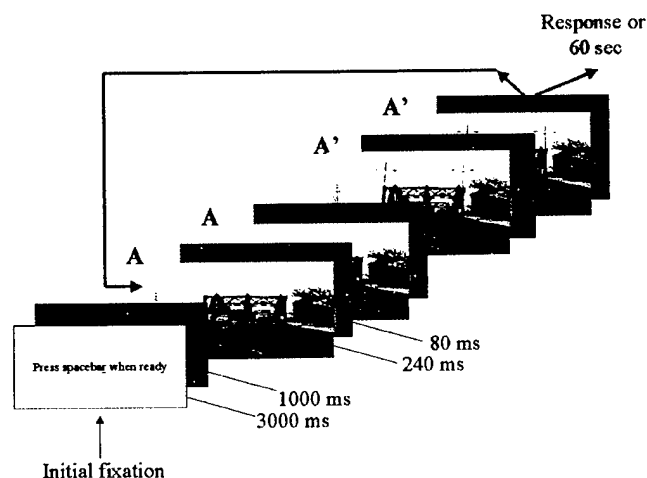 Response or
60 sec
A'
A'
A
A
80 ms
240 ms
Press spacebar when ready
1000 ms
3000 ms
Initial fixation